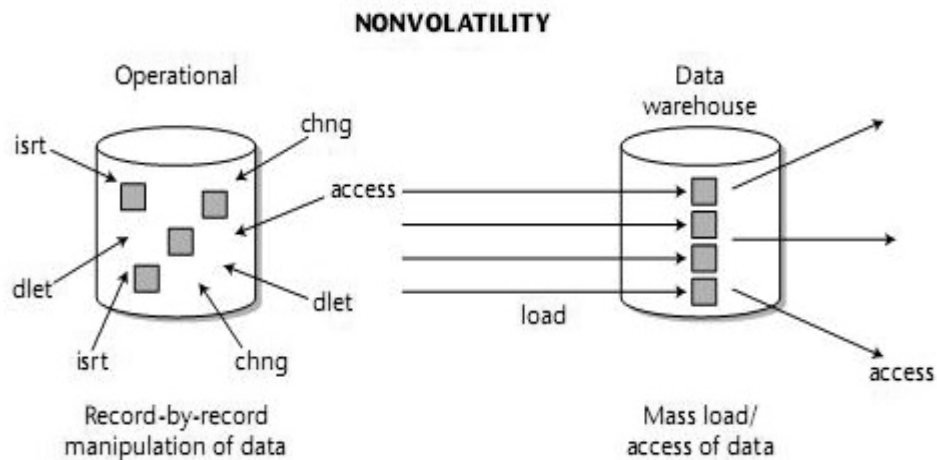 NONVOLATILITY
Operational
isrt
chng
access
dlet
isrt
chng
dlet
Record-by-record
manipulation of data
Data
warehouse
load
access
Mass load/
access of data